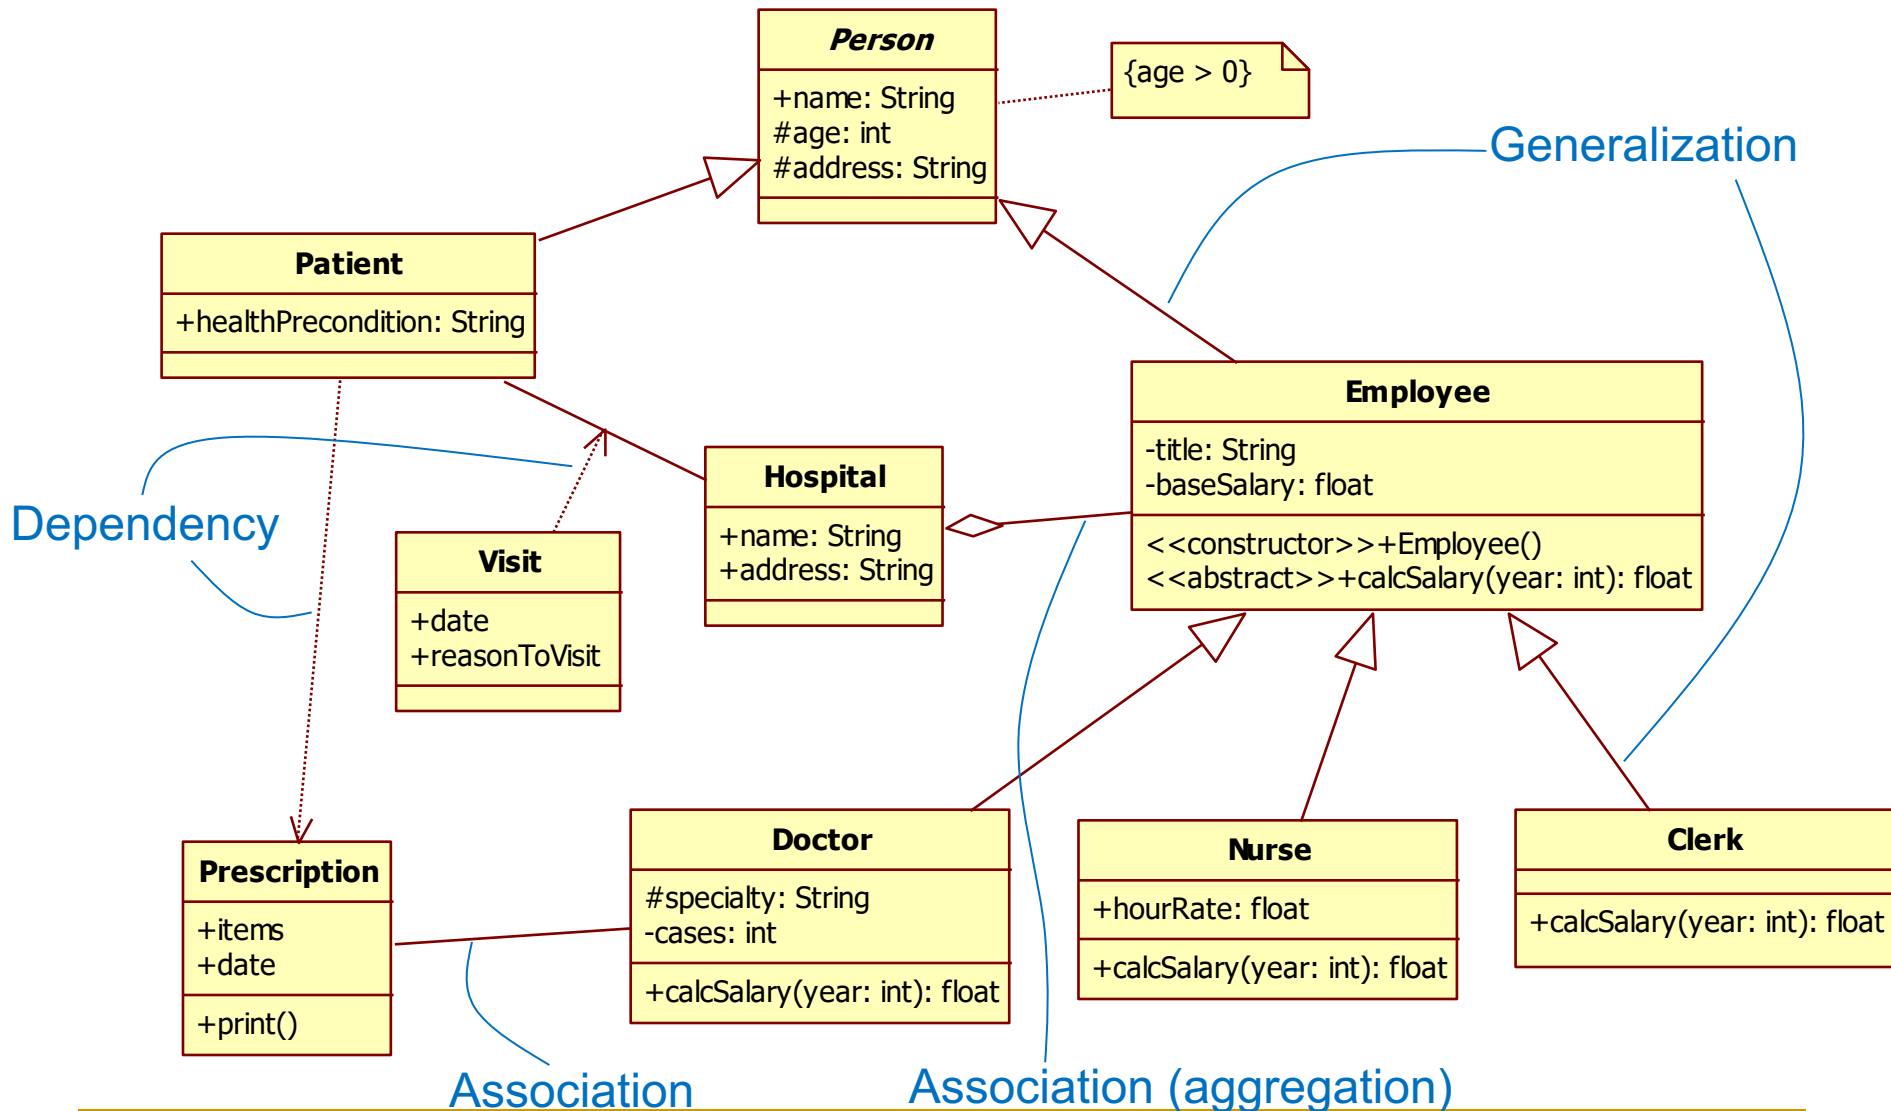 Person
+name: String
#age: int
#address: String
{age > 0}
Generalization
Patient
+healthPrecondition: String
Employee
-title: String
-baseSalary: float
<<constructor>>+Employee()
<<abstract>>+calcSalary(year: int): float
Hospital
+name: String
+address: String
Dependency
Visit
+date
+reasonToVisit
Prescription
+items
+date
+print()
Doctor
#specialty: String
-cases: int
+calcSalary(year: int): float
Nurse
+hourRate: float
+calcSalary(year: int): float
Clerk
+calcSalary(year: int): float
Association
Association (aggregation)